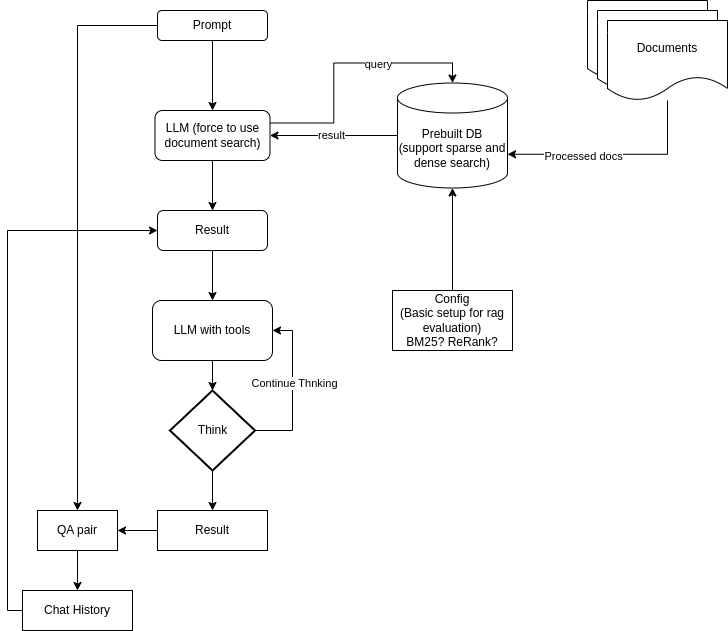 Prompt
Documents
query
LLM (force to use
document search)
result
Prebuilt DB
(support sparse and
dense search)
Processed docs
Result
Config
(Basic setup for rag
evaluation)
BM25? ReRank?
LLM with tools
Continue Thnking
Think
QA pair
Result
Chat History